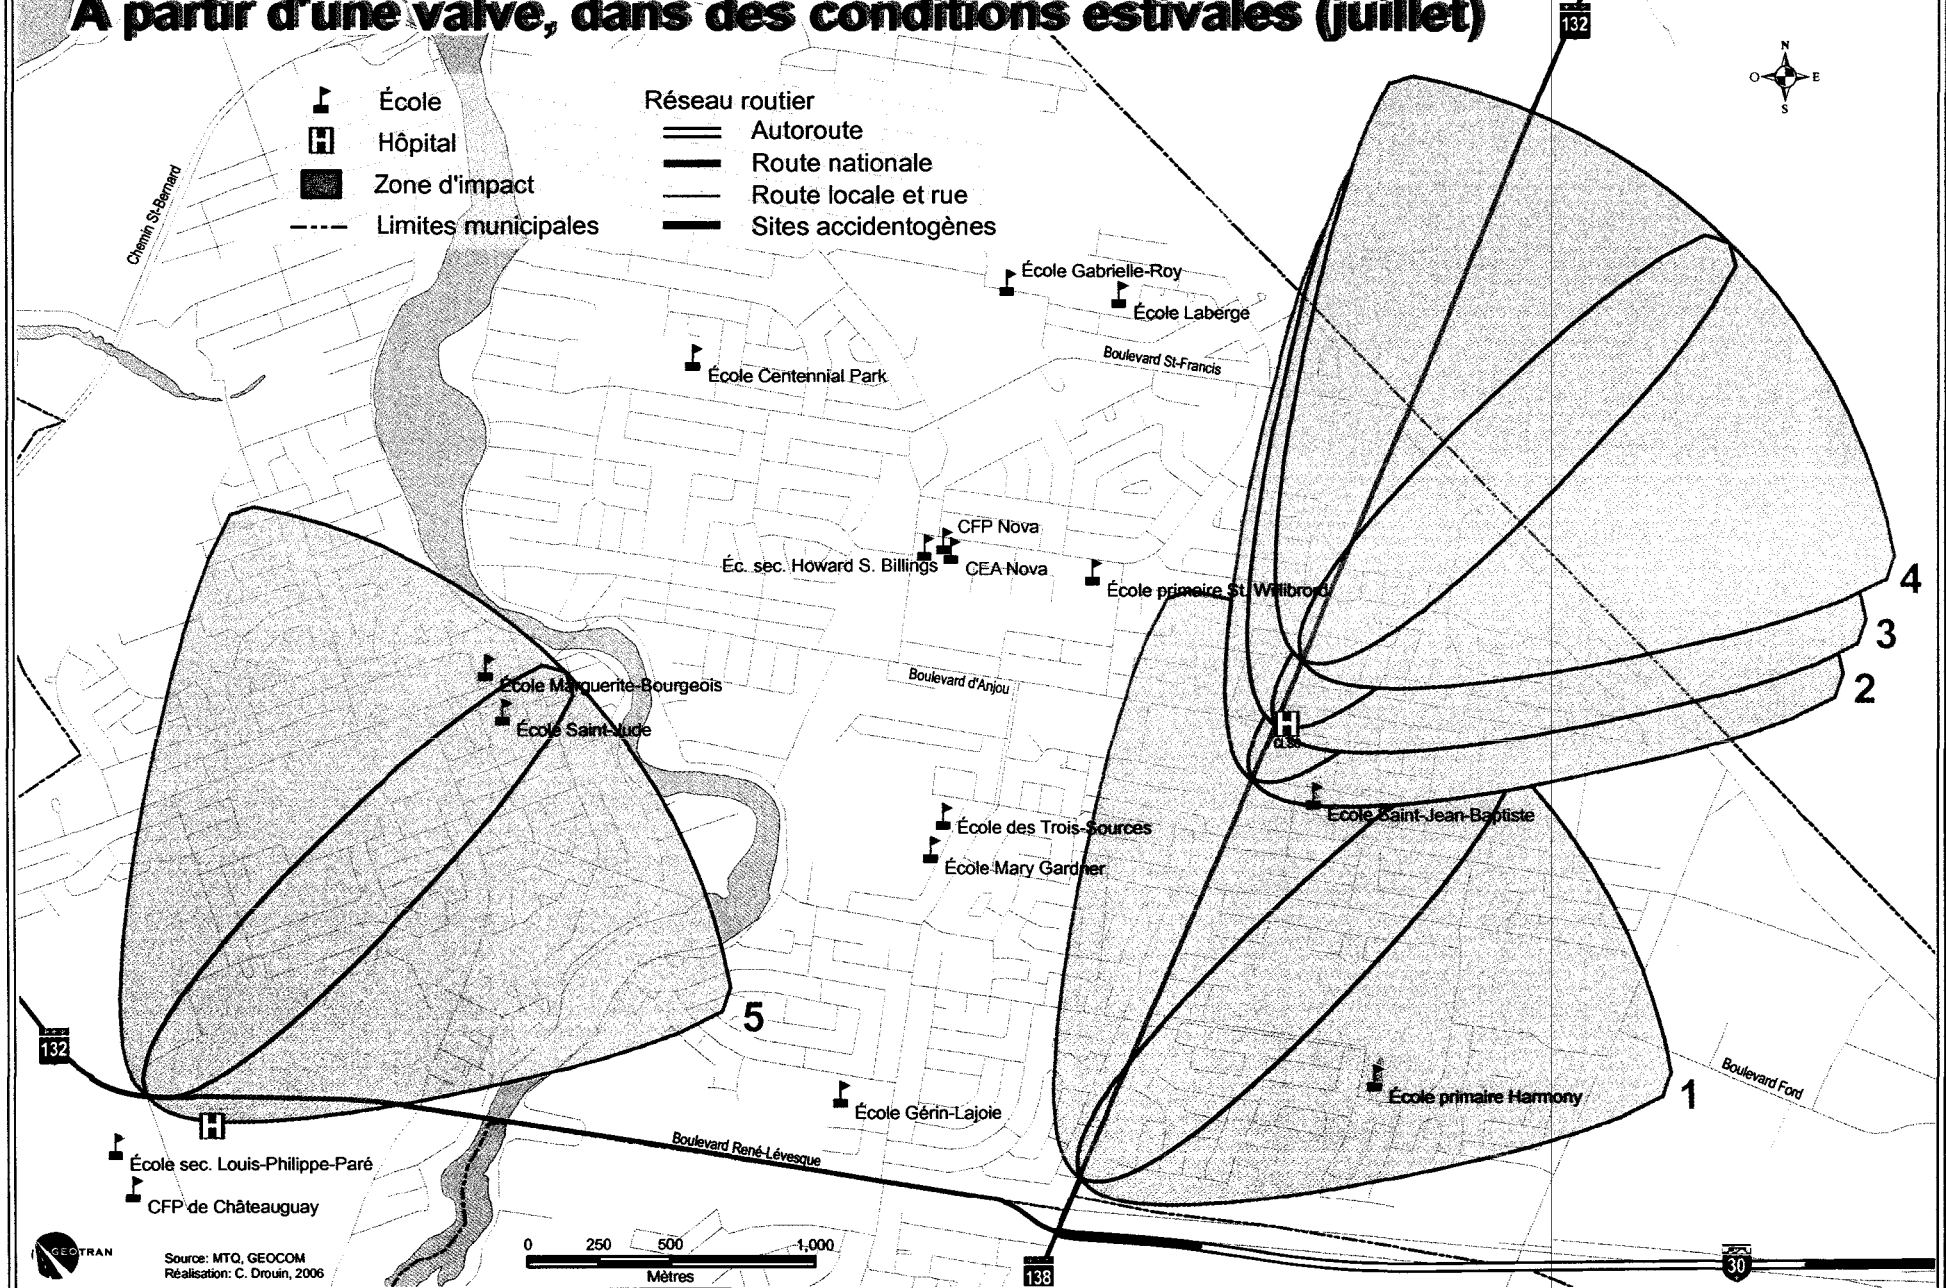 A partir d'une valve, dans des conditions estivales (juillet)
132
N
O E
S
École
Hôpital
Zone d'impact
Limites municipales
Réseau routier
Autoroute
Route nationale
Route locale et rue
Sites accidentogènes
Chemin St-Bernard
École Gabrielle-Roy
École Laberge
Boulevard St-Francis
École Centennial Park
CFP Nova
Éc. sec. Howard S. Billings
CEA Nova
École primaire St. Willibrord
4
3
2
Boulevard d'Anjou
École Marguerite-Bourgeois
École Saint-Jude
H
CLSC
École Saint-Jean-Baptiste
École des Trois-Sources
École Mary Gardner
5
132
1
Boulevard Ford
École primaire Harmony
École Gérin-Lajoie
H
Boulevard René-Lévesque
École sec. Louis-Philippe-Paré
CFP de Châteauguay
GEOTRAN
Source: MTQ, GEOCOM
Réalisation: C. Drouin, 2006
0 250 500 1,000
Mètres
138
30